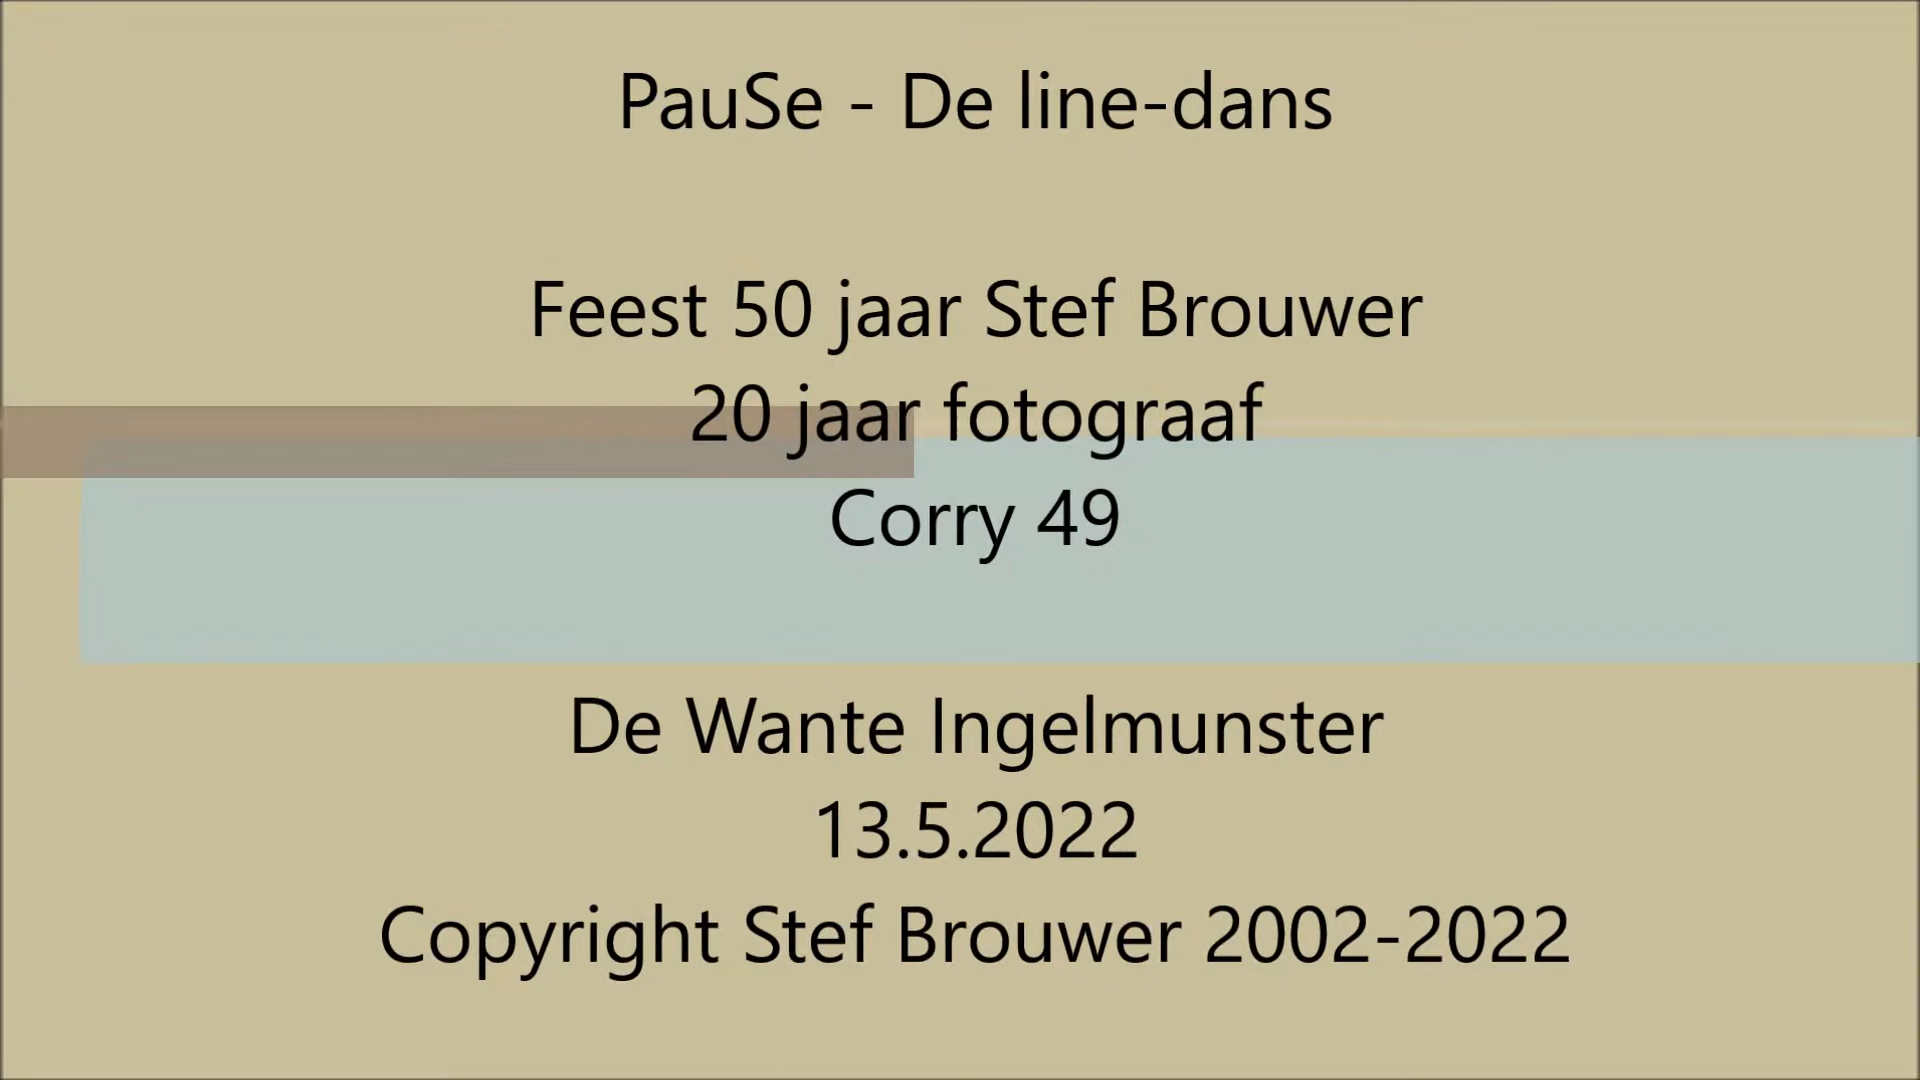 PauSe - De line-dans
Feest 50 jaar Stef Brouwer
20 jaar fotograaf
Corry 49
De Wante Ingelmunster
13.5.2022
Copyright Stef Brouwer 2002-2022